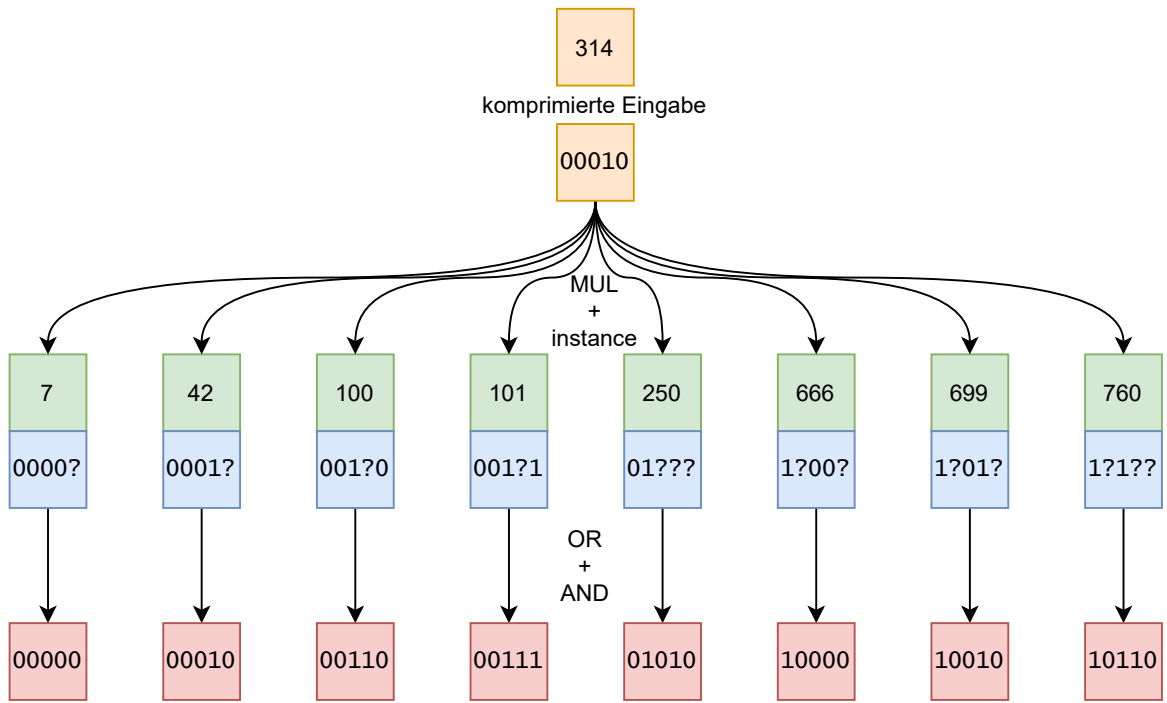 314
komprimierte Eingabe
00010
MUL
+
instance
7 42 100 101 250 666 699 760
0000? 0001? 001?0 001?1 01??? 1?00? 1?01? 1?1??
OR
+
AND
00000 00010 00110 00111 01010 10000 10010 10110